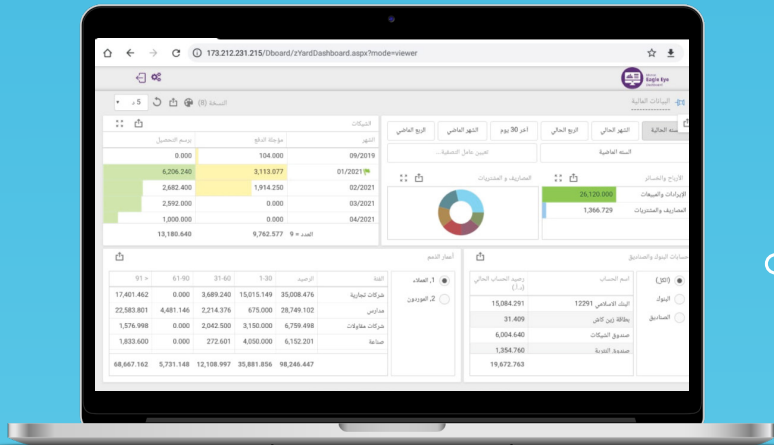 173.212.231.215/Dboard/zYardDashboard.aspx?mode=viewer
Eagle Eye
البيانات المالية
النسخة (8)
5 د
السنه الحالية
الشهر الحالي
الربع الحالي
آخر 30 يوم
الشهر الماضي
الربع الماضي
السنه الماضية
تعيين عامل التصفية...
الأرباح والخسائر
الإيرادات والمبيعات 26,120.000
المصاريف والمشتريات 1,366.729
المصاريف و المشتريات
الشيكات
الشهر مؤجلة الدفع برسم التحصيل
09/2019 104.000 0.000
01/2021 3,113.077 6,206.240
02/2021 1,914.250 2,682.400
03/2021 0.000 2,592.000
04/2021 0.000 1,000.000
العدد = 9 9,762.577 13,180.640
حسابات البنوك والصناديق
(الكل)
البنوك
الصناديق
اسم الحساب رصيد الحساب الحالي (د.أ.)
البنك الاسلامي 12291 15,084.291
بطاقة زين كاش 31.409
صندوق الشيكات 6,004.640
صندوق النثرية 1,354.760
19,672.763
أعمار الذمم
1, العملاء
2, الموردون
الفئة الرصيد 1-30 31-60 61-90 91 <
شركات تجارية 35,008.476 15,015.149 3,689.240 0.000 17,401.462
مدارس 28,749.102 675.000 2,214.376 4,481.146 22,583.801
شركات مقاولات 6,759.498 3,150.000 2,042.500 0.000 1,576.998
صناعة 6,152.201 4,050.000 272.601 0.000 1,833.600
98,246.447 35,881.856 12,108.997 5,731.148 68,667.162